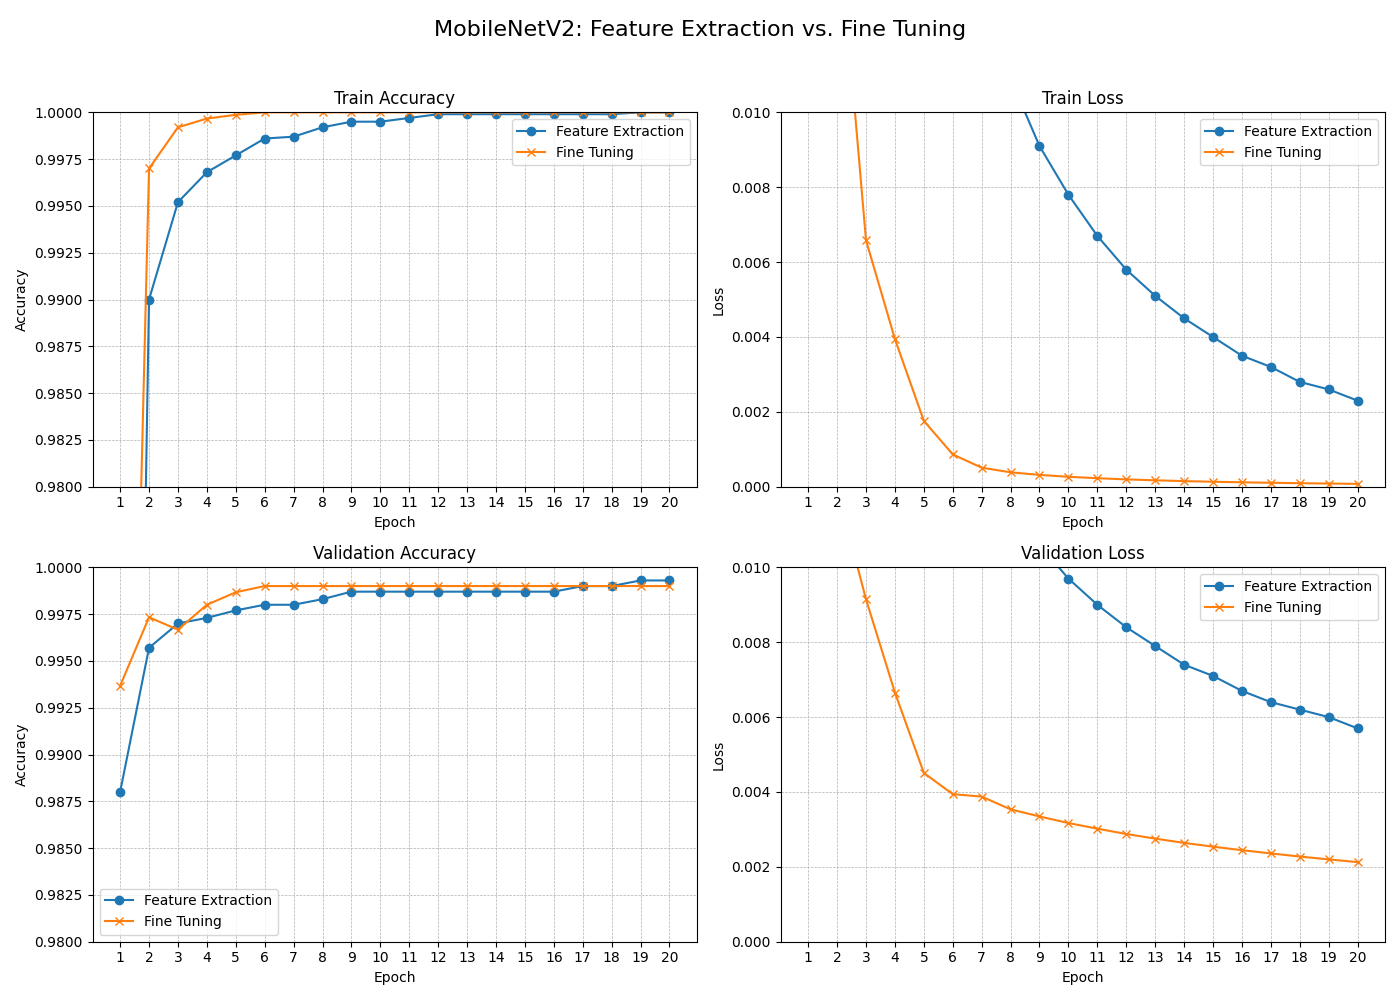 MobileNetV2: Feature Extraction vs. Fine Tuning
Train Accuracy
Accuracy
1.0000
0.9975
0.9950
0.9925
0.9900
0.9875
0.9850
0.9825
0.9800
Feature Extraction
Fine Tuning
1 2 3 4 5 6 7 8 9 10 11 12 13 14 15 16 17 18 19 20
Epoch
Train Loss
Loss
0.010
0.008
0.006
0.004
0.002
0.000
Feature Extraction
Fine Tuning
1 2 3 4 5 6 7 8 9 10 11 12 13 14 15 16 17 18 19 20
Epoch
Validation Accuracy
Accuracy
1.0000
0.9975
0.9950
0.9925
0.9900
0.9875
0.9850
0.9825
0.9800
Feature Extraction
Fine Tuning
1 2 3 4 5 6 7 8 9 10 11 12 13 14 15 16 17 18 19 20
Epoch
Validation Loss
Loss
0.010
0.008
0.006
0.004
0.002
0.000
Feature Extraction
Fine Tuning
1 2 3 4 5 6 7 8 9 10 11 12 13 14 15 16 17 18 19 20
Epoch